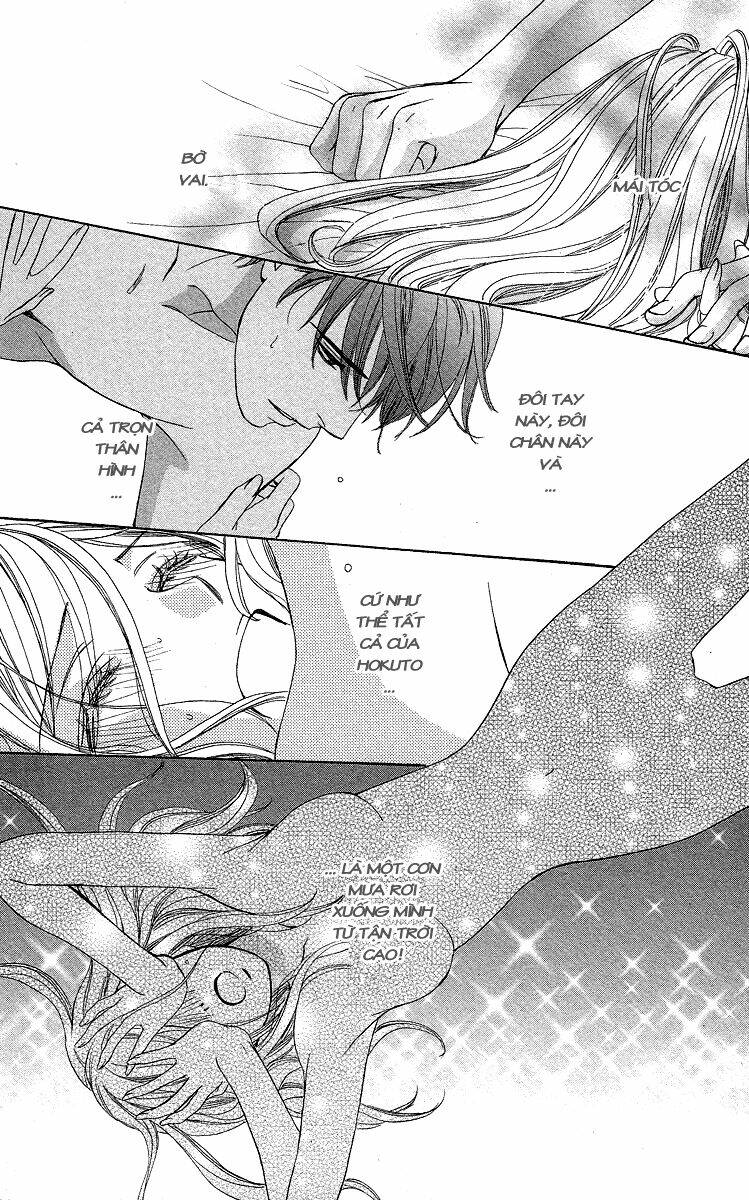 MÁI TÓC
BỜ
VAI.
ĐÔI TAY
NÀY, ĐÔI
CHÂN NÀY
VÀ
...
CẢ TRỌN
THÂN
HÌNH
...
CỨ NHƯ
THỂ TẤT
CẢ CỦA
HOKUTO
...
... LÀ MỘT CƠN
MƯA RƠI
XUỐNG MÌNH
TỪ TẬN TRỜI
CAO!